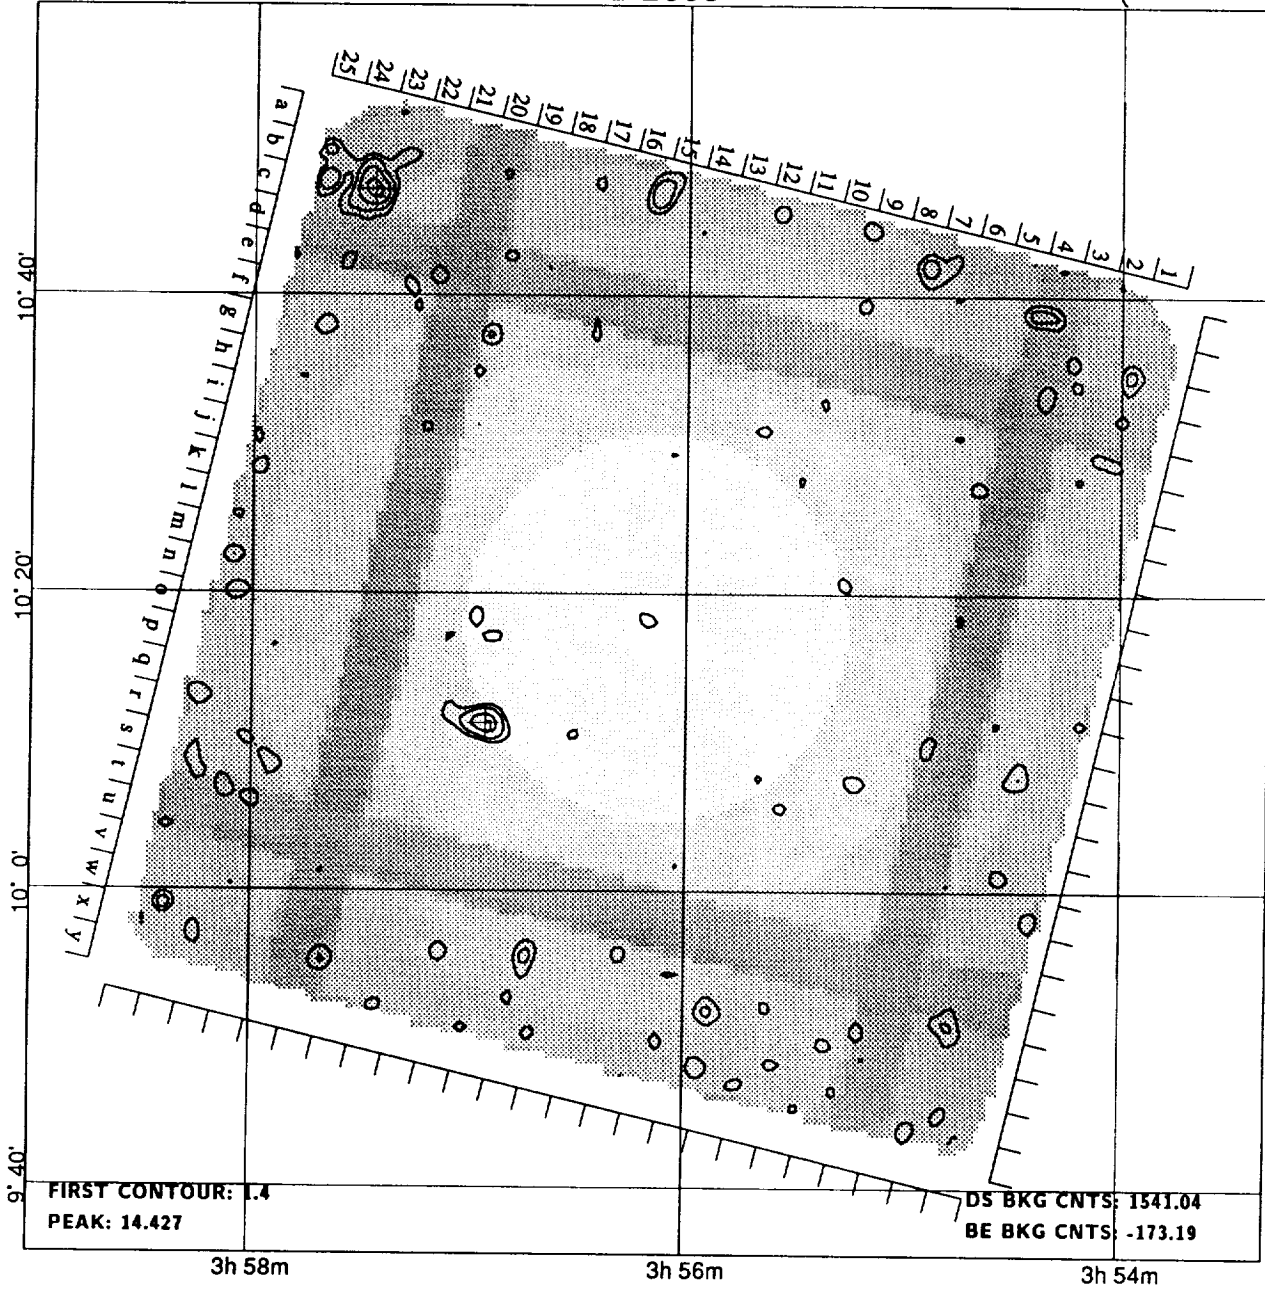 25 24 23 22 21 20 19 18 17 16 15 14 13 12 11 10 9 8 7 6 5 4 3 2 1
a b c d e f g h i j k l m n o p q r s t u v w x y
10° 40'
10° 20'
10° 0'
9° 40'
FIRST CONTOUR: 1.4
PEAK: 14.427
DS BKG CNTS: 1541.04
BE BKG CNTS: -173.19
3h 58m 3h 56m 3h 54m